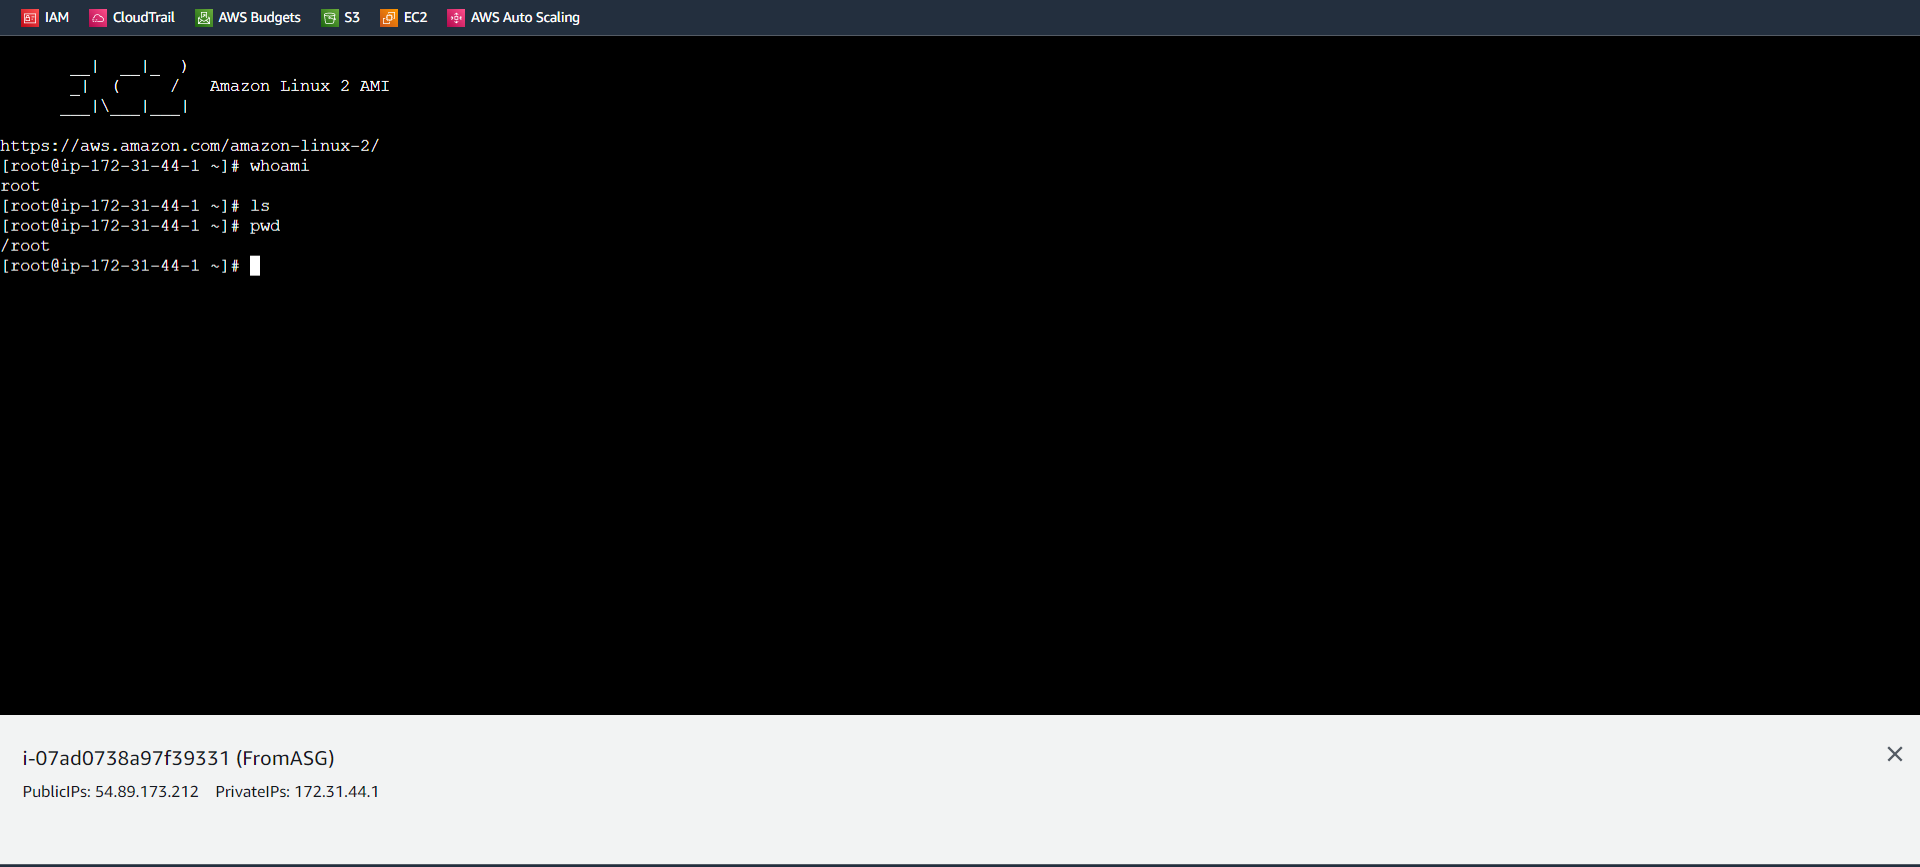 IAM CloudTrail AWS Budgets S3 EC2 AWS Auto Scaling
__|  __|_  )
_|  (     /   Amazon Linux 2 AMI
___|\___|___|
https://aws.amazon.com/amazon-linux-2/
[root@ip-172-31-44-1 ~]# whoami
root
[root@ip-172-31-44-1 ~]# ls
[root@ip-172-31-44-1 ~]# pwd
/root
[root@ip-172-31-44-1 ~]#
i-07ad0738a97f39331 (FromASG)
PublicIPs: 54.89.173.212 PrivateIPs: 172.31.44.1